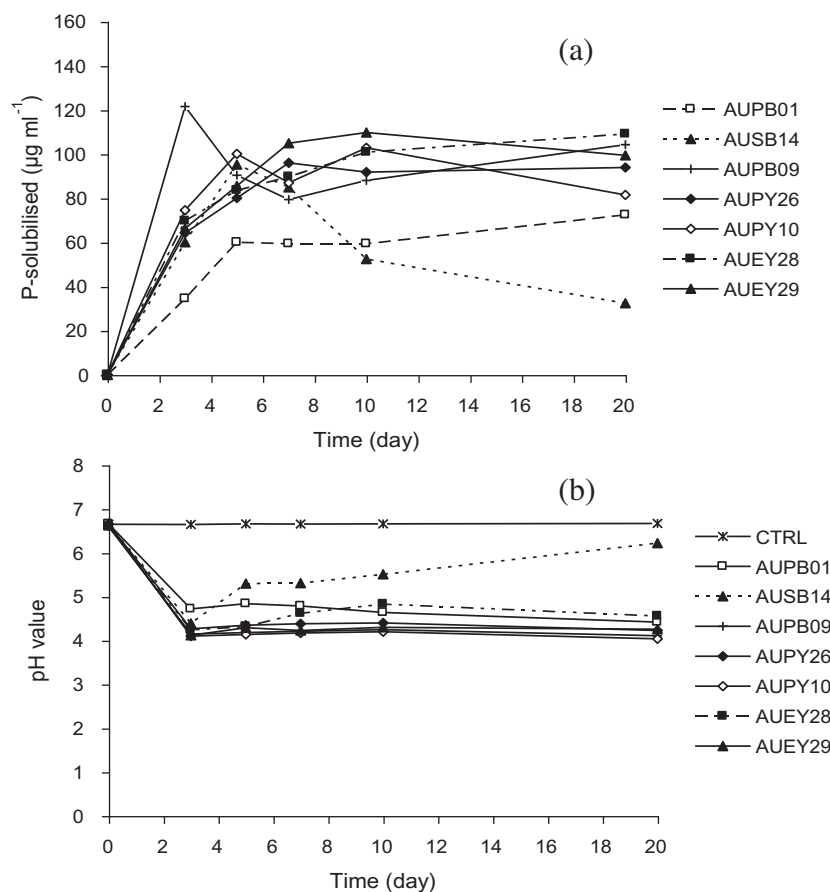 (a)
P-solubilised (µg ml⁻¹)
160
140
120
100
80
60
40
20
0
0 2 4 6 8 10 12 14 16 18 20
Time (day)
AUPB01
AUSB14
AUPB09
AUPY26
AUPY10
AUEY28
AUEY29
(b)
pH value
8
7
6
5
4
3
2
1
0
0 2 4 6 8 10 12 14 16 18 20
Time (day)
CTRL
AUPB01
AUSB14
AUPB09
AUPY26
AUPY10
AUEY28
AUEY29